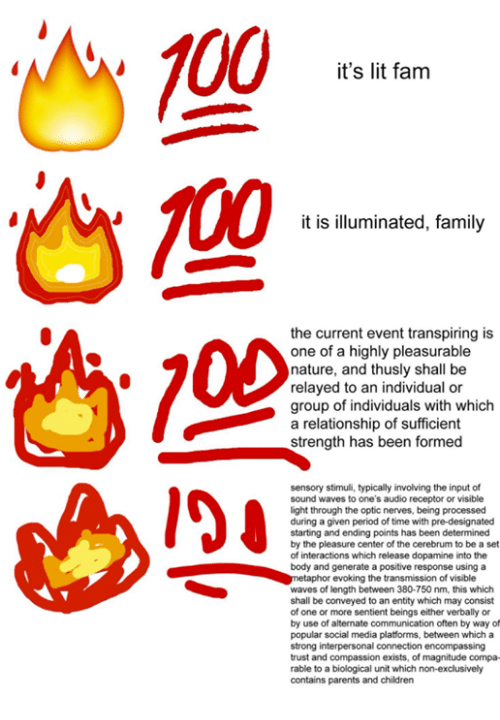 100
it's lit fam
100
it is illuminated, family
100
the current event transpiring is
one of a highly pleasurable
nature, and thusly shall be
relayed to an individual or
group of individuals with which
a relationship of sufficient
strength has been formed
sensory stimuli, typically involving the input of
sound waves to one's audio receptor or visible
light through the optic nerves, being processed
during a given period of time with pre-designated
starting and ending points has been determined
by the pleasure center of the cerebrum to be a set
of interactions which release dopamine into the
body and generate a positive response using a
metaphor evoking the transmission of visible
waves of length between 380-750 nm, this which
shall be conveyed to an entity which may consist
of one or more sentient beings either verbally or
by use of alternate communication often by way of
popular social media platforms, between which a
strong interpersonal connection encompassing
trust and compassion exists, of magnitude compa-
rable to a biological unit which non-exclusively
contains parents and children